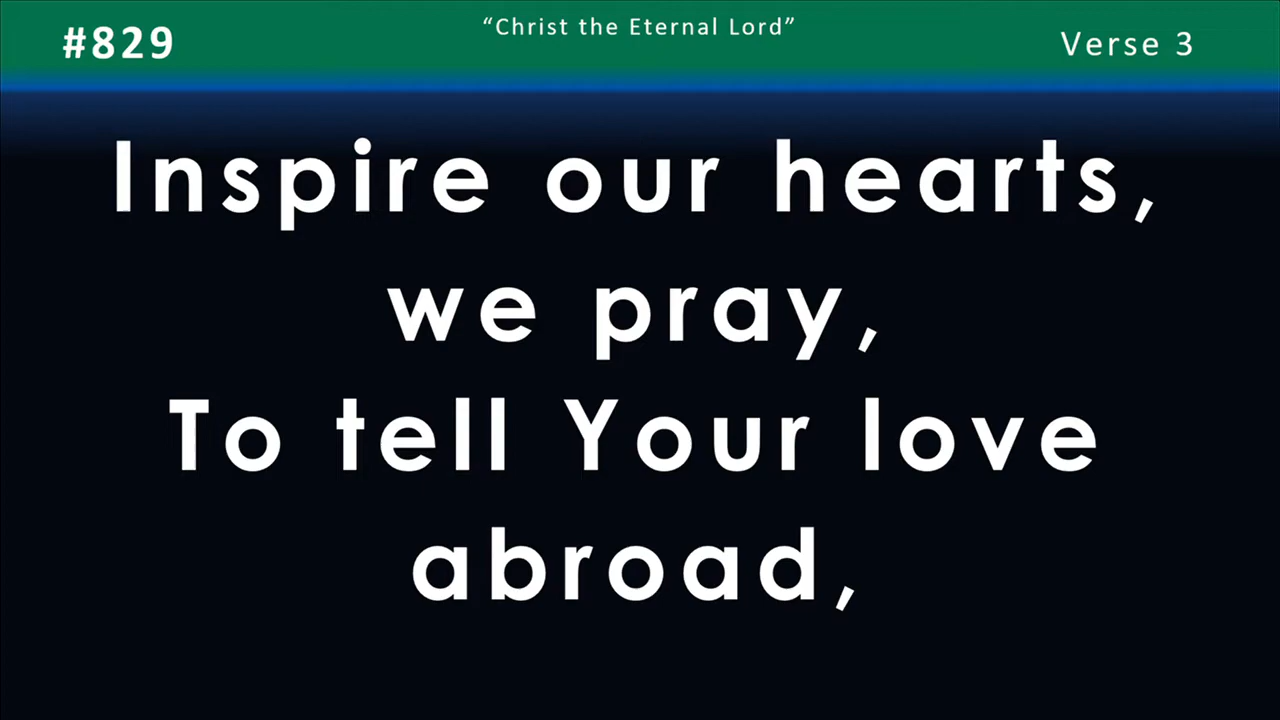 #829
“Christ the Eternal Lord”
Verse 3
Inspire our hearts,
we pray,
To tell Your love
abroad,